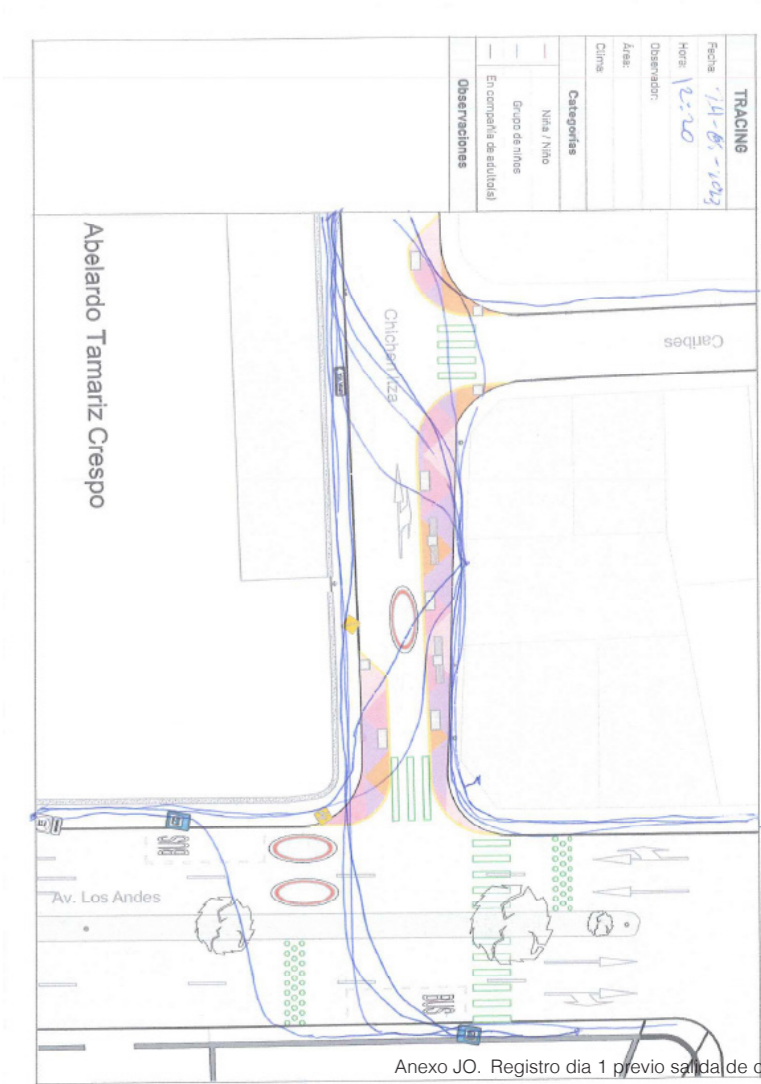 TRACING
Fecha:
Hora: 12:20
Observador:
Área:
Clima:
Categorías
Niña / Niño
Grupo de niños
En compañía de adulto(s)
Observaciones
Abelardo Tamariz Crespo
Chichen Itza
Caribes
BUS
Av. Los Andes
BUS
Anexo JO. Registro dia 1 previo salida de c